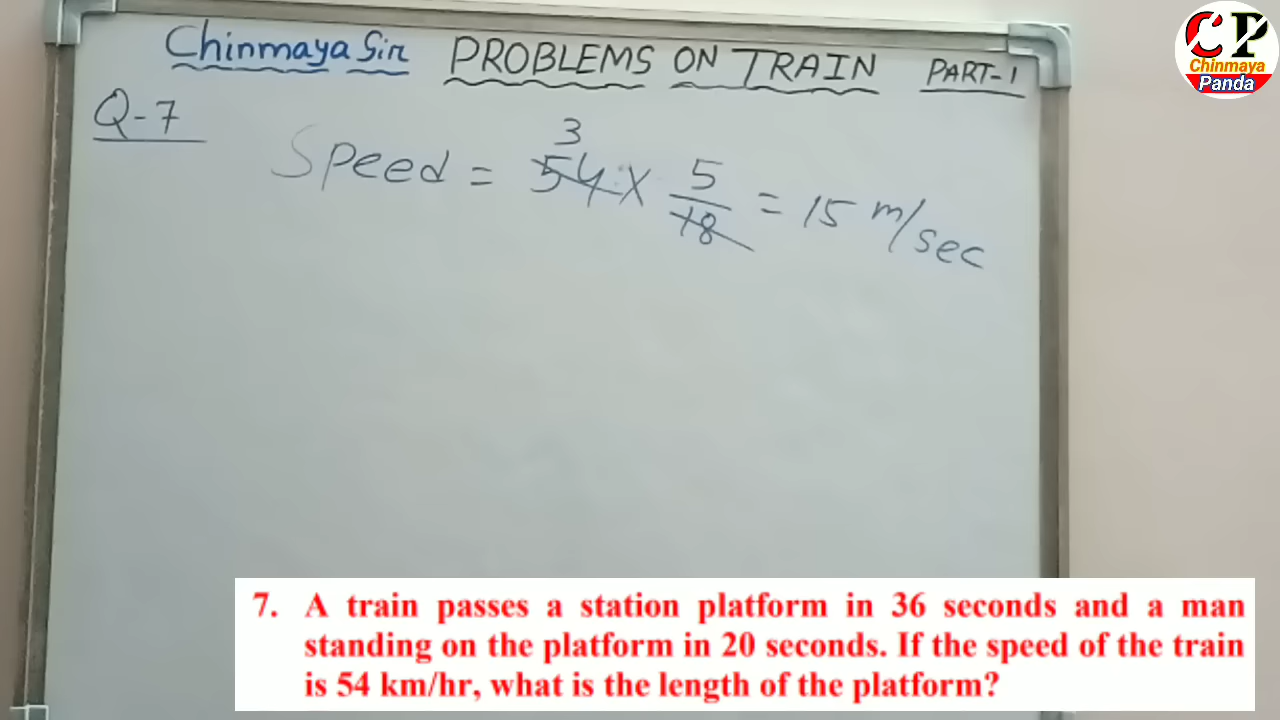 Chinmaya Sir PROBLEMS ON TRAIN PART-1
CP
Chinmaya
Panda
Q-7
3
Speed = 54 X 5/18 = 15 m/sec
7. A train passes a station platform in 36 seconds and a man
standing on the platform in 20 seconds. If the speed of the train
is 54 km/hr, what is the length of the platform?